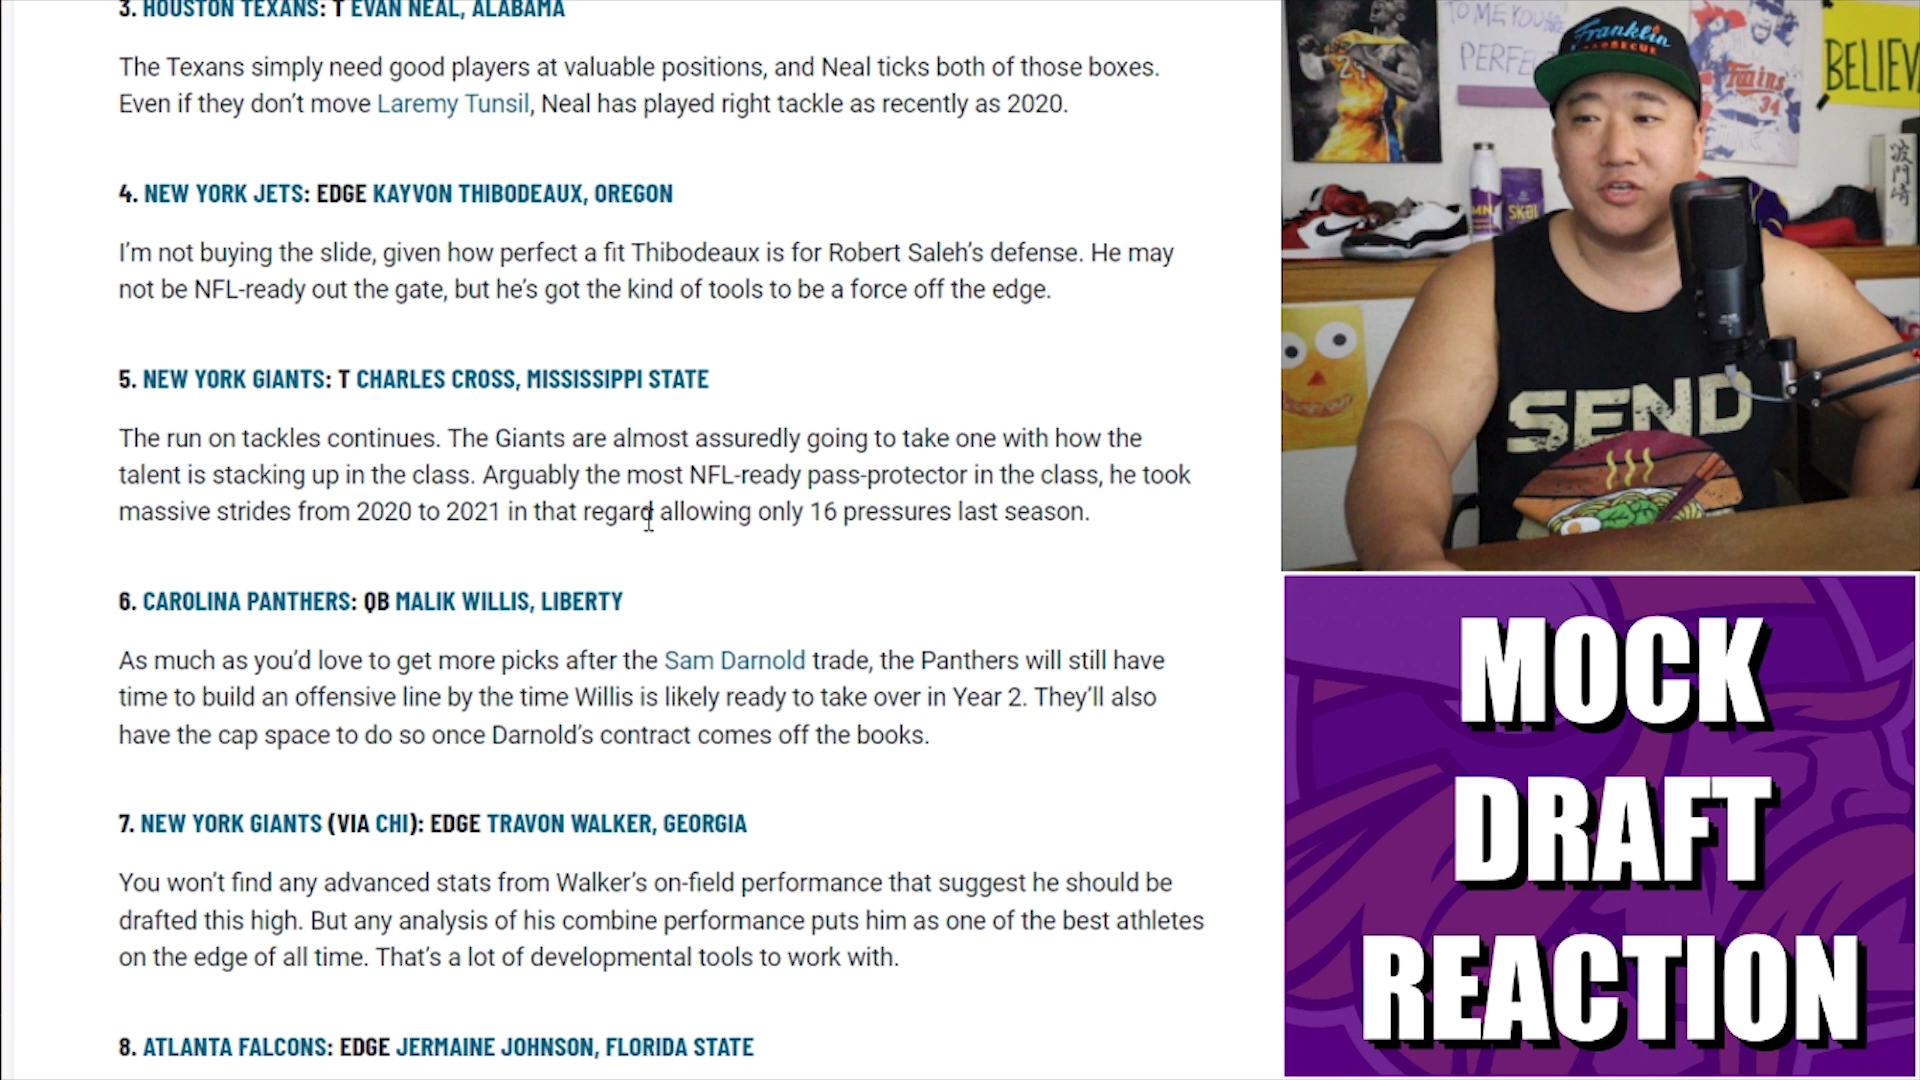 3. HOUSTON TEXANS: T EVAN NEAL, ALABAMA
The Texans simply need good players at valuable positions, and Neal ticks both of those boxes.
Even if they don’t move Laremy Tunsil, Neal has played right tackle as recently as 2020.
4. NEW YORK JETS: EDGE KAYVON THIBODEAUX, OREGON
I’m not buying the slide, given how perfect a fit Thibodeaux is for Robert Saleh’s defense. He may
not be NFL-ready out the gate, but he’s got the kind of tools to be a force off the edge.
5. NEW YORK GIANTS: T CHARLES CROSS, MISSISSIPPI STATE
The run on tackles continues. The Giants are almost assuredly going to take one with how the
talent is stacking up in the class. Arguably the most NFL-ready pass-protector in the class, he took
massive strides from 2020 to 2021 in that regard allowing only 16 pressures last season.
6. CAROLINA PANTHERS: QB MALIK WILLIS, LIBERTY
As much as you’d love to get more picks after the Sam Darnold trade, the Panthers will still have
time to build an offensive line by the time Willis is likely ready to take over in Year 2. They’ll also
have the cap space to do so once Darnold’s contract comes off the books.
7. NEW YORK GIANTS (VIA CHI): EDGE TRAVON WALKER, GEORGIA
You won’t find any advanced stats from Walker’s on-field performance that suggest he should be
drafted this high. But any analysis of his combine performance puts him as one of the best athletes
on the edge of all time. That’s a lot of developmental tools to work with.
8. ATLANTA FALCONS: EDGE JERMAINE JOHNSON, FLORIDA STATE
TO ME YOU
PERFE
Franklin
BARBECUE
Twins
34
BELIEV
24
SKOL
SEND
MOCK
DRAFT
REACTION